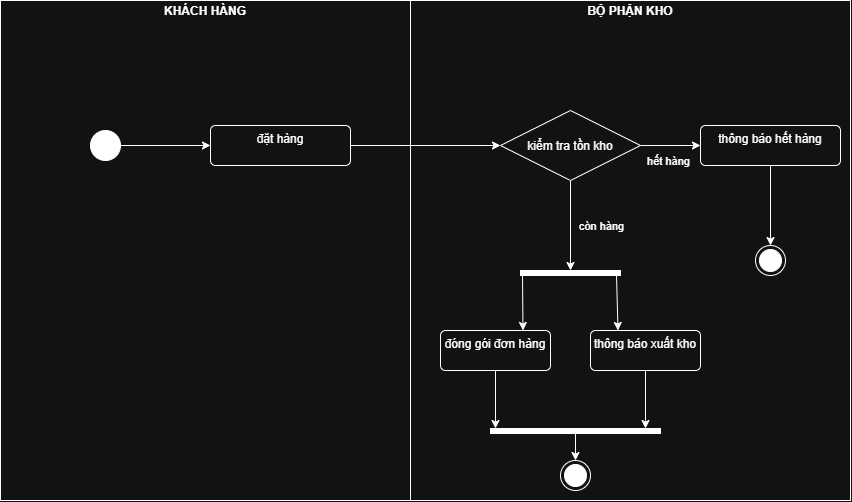 KHÁCH HÀNG
BỘ PHẬN KHO
đặt hàng
kiểm tra tồn kho
hết hàng
thông báo hết hàng
còn hàng
đóng gói đơn hàng
thông báo xuất kho